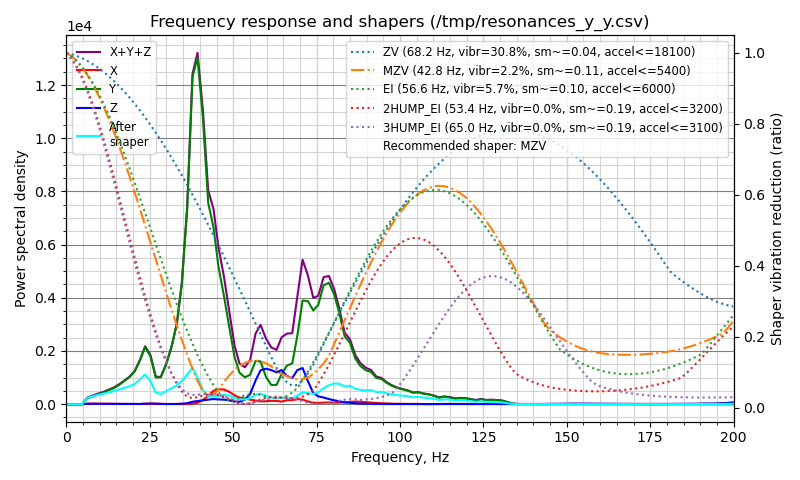 Frequency response and shapers (/tmp/resonances_y_y.csv)
1e4
X+Y+Z
X
Y
Z
After
shaper
ZV (68.2 Hz, vibr=30.8%, sm~=0.04, accel<=18100)
MZV (42.8 Hz, vibr=2.2%, sm~=0.11, accel<=5400)
EI (56.6 Hz, vibr=5.7%, sm~=0.10, accel<=6000)
2HUMP_EI (53.4 Hz, vibr=0.0%, sm~=0.19, accel<=3200)
3HUMP_EI (65.0 Hz, vibr=0.0%, sm~=0.19, accel<=3100)
Recommended shaper: MZV
Power spectral density
1.2
1.0
0.8
0.6
0.4
0.2
0.0
1.0
0.8
0.6
0.4
0.2
0.0
Shaper vibration reduction (ratio)
0 25 50 75 100 125 150 175 200
Frequency, Hz